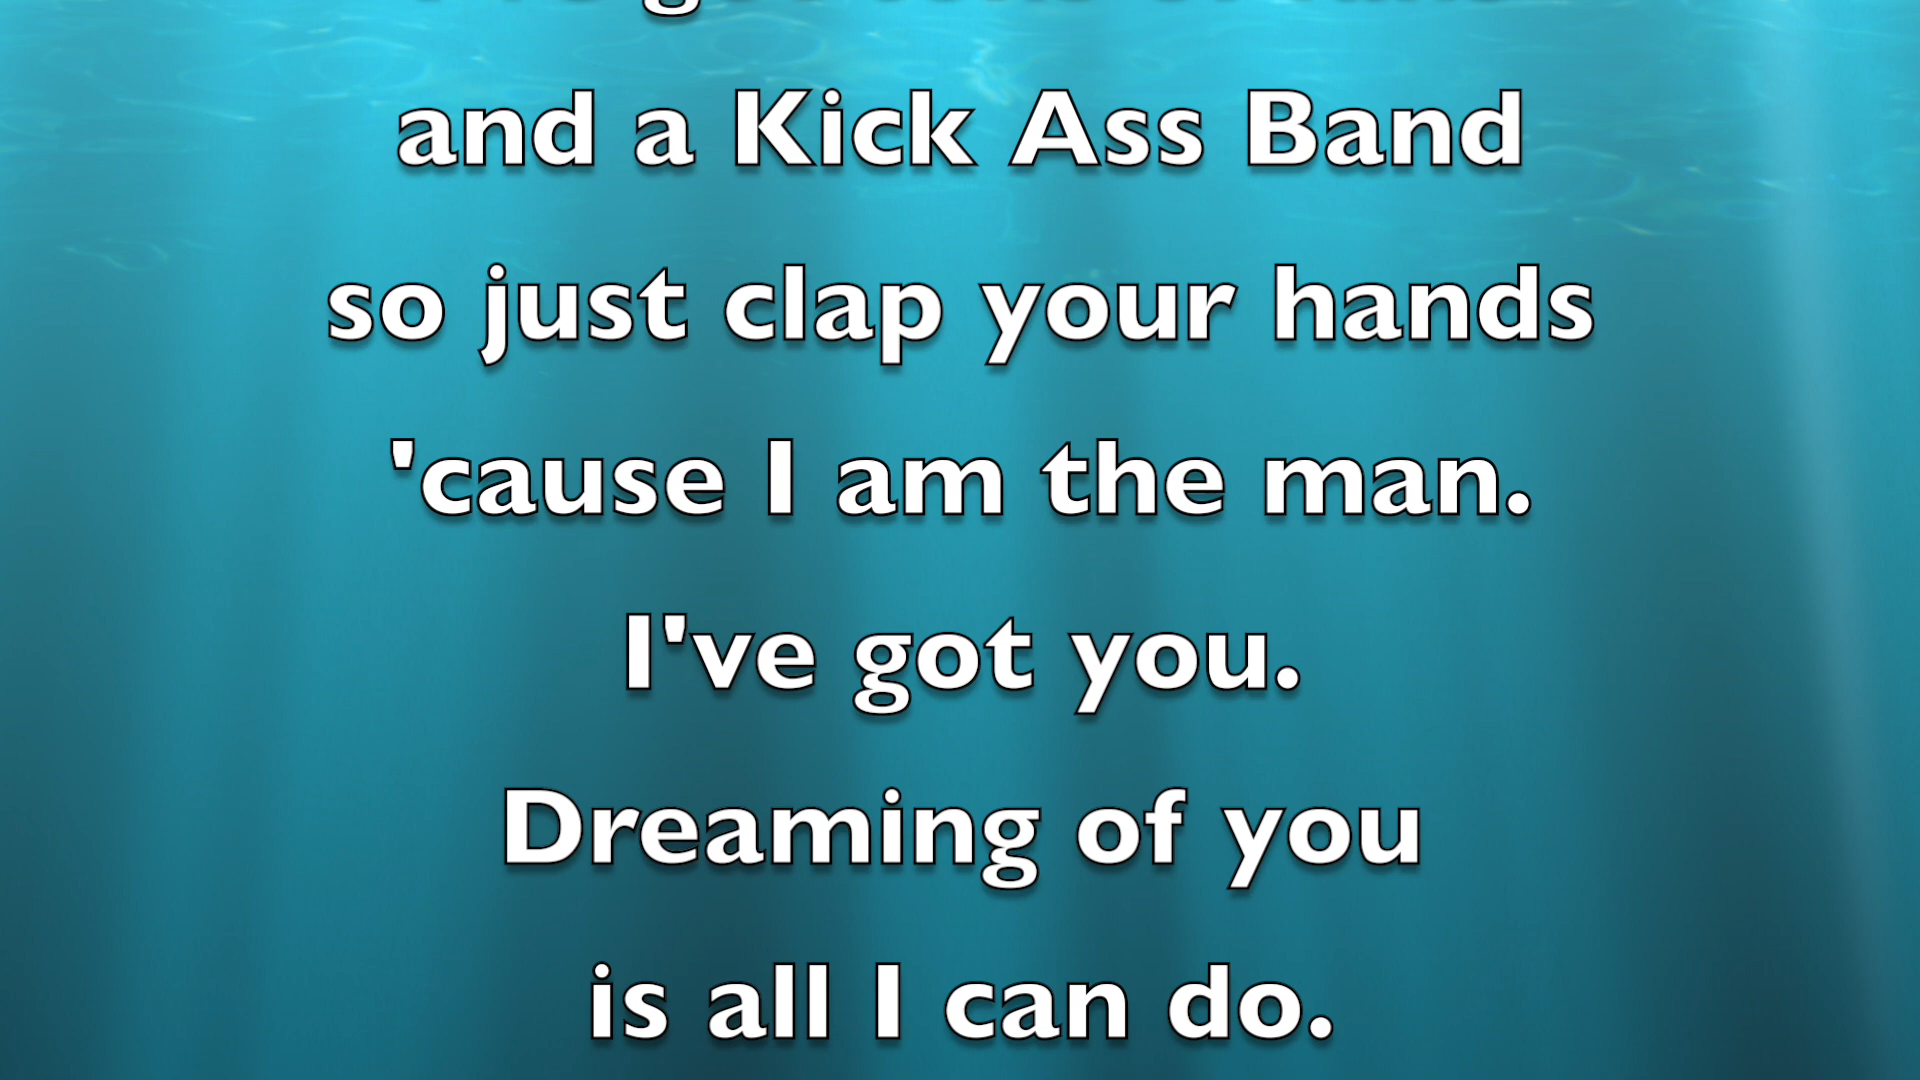 and a Kick Ass Band
so just clap your hands
'cause I am the man.
I've got you.
Dreaming of you
is all I can do.